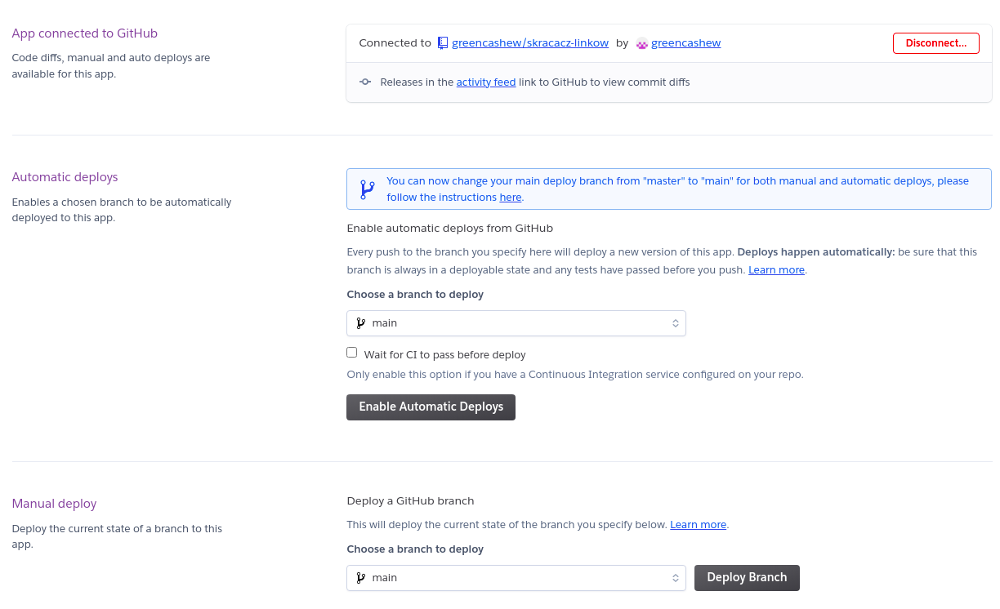 App connected to GitHub
Code diffs, manual and auto deploys are
available for this app.
Connected to greencashew/skracacz-linkow by greencashew
Disconnect...
Releases in the activity feed link to GitHub to view commit diffs
Automatic deploys
Enables a chosen branch to be automatically
deployed to this app.
You can now change your main deploy branch from "master" to "main" for both manual and automatic deploys, please
follow the instructions here.
Enable automatic deploys from GitHub
Every push to the branch you specify here will deploy a new version of this app. Deploys happen automatically: be sure that this
branch is always in a deployable state and any tests have passed before you push. Learn more.
Choose a branch to deploy
main
Wait for CI to pass before deploy
Only enable this option if you have a Continuous Integration service configured on your repo.
Enable Automatic Deploys
Manual deploy
Deploy the current state of a branch to this
app.
Deploy a GitHub branch
This will deploy the current state of the branch you specify below. Learn more.
Choose a branch to deploy
main
Deploy Branch